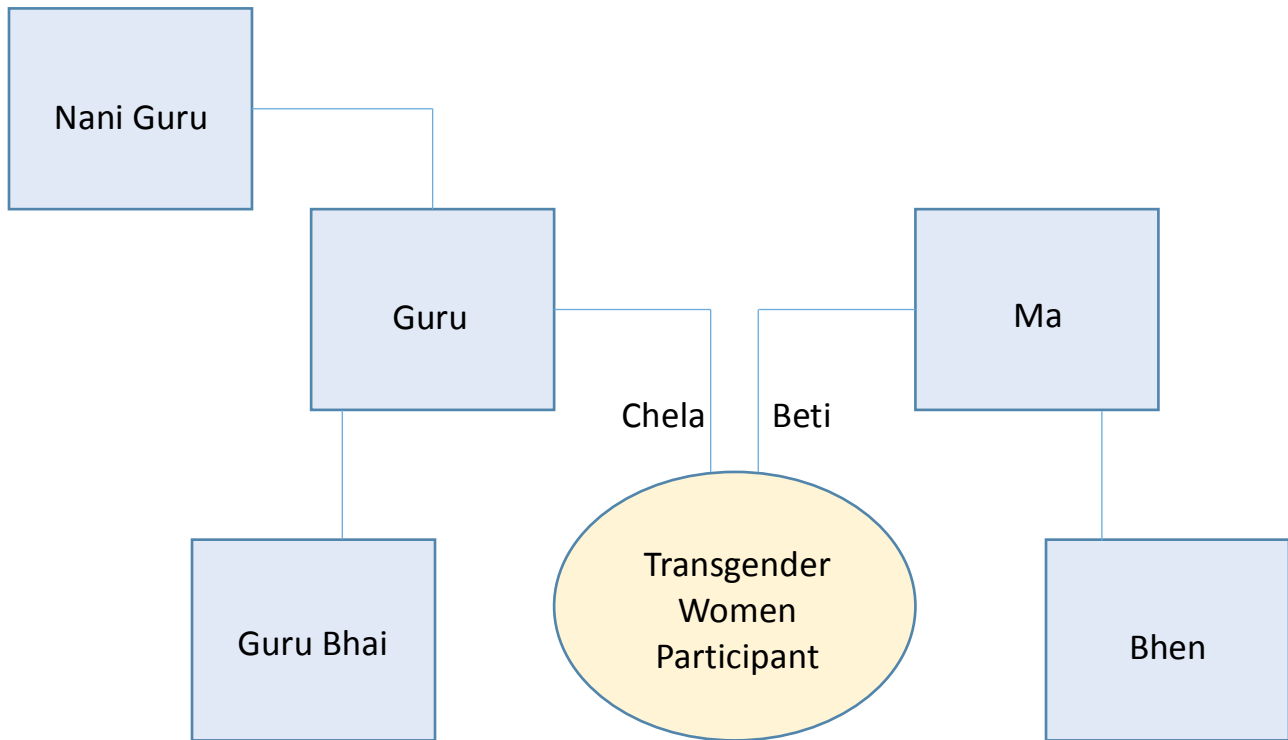 Nani Guru
Guru
Ma
Chela
Beti
Guru Bhai
Transgender
Women
Participant
Bhen